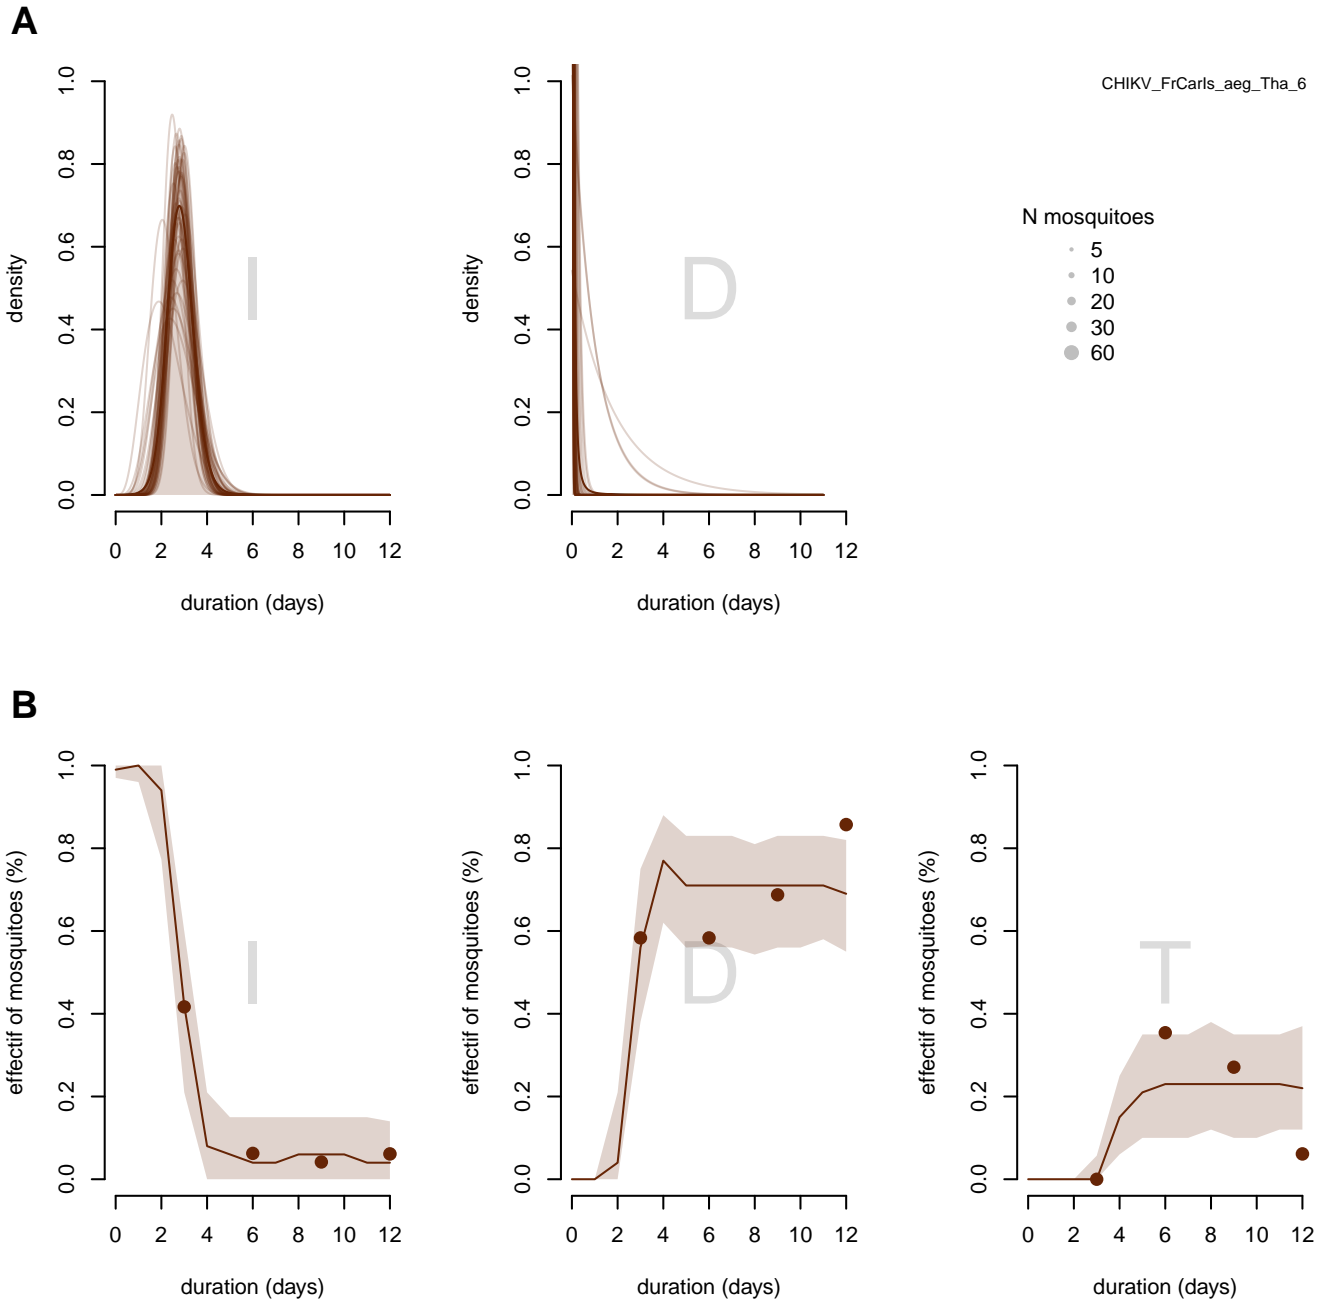 A
density
0.0 0.2 0.4 0.6 0.8 1.0
I
0 2 4 6 8 10 12
duration (days)
density
0.0 0.2 0.4 0.6 0.8 1.0
D
0 2 4 6 8 10 12
duration (days)
CHIKV_FrCarIs_aeg_Tha_6
N mosquitoes
5
10
20
30
60
B
effectif of mosquitoes (%)
0.0 0.2 0.4 0.6 0.8 1.0
I
0 2 4 6 8 10 12
duration (days)
effectif of mosquitoes (%)
0.0 0.2 0.4 0.6 0.8 1.0
D
0 2 4 6 8 10 12
duration (days)
effectif of mosquitoes (%)
0.0 0.2 0.4 0.6 0.8 1.0
T
0 2 4 6 8 10 12
duration (days)